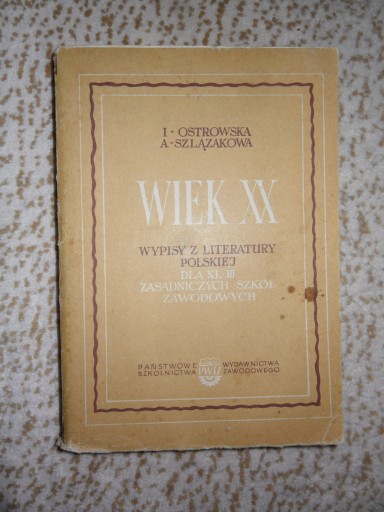 I · OSTROWSKA
A · SZLĄZAKOWA
WIEK XX
WYPISY Z LITERATURY
POLSKIEJ
DLA KL. III
ZASADNICZYCH SZKÓŁ
ZAWODOWYCH
PAŃSTWOWE WYDAWNICTWA
SZKOLNICTWA ZAWODOWEGO